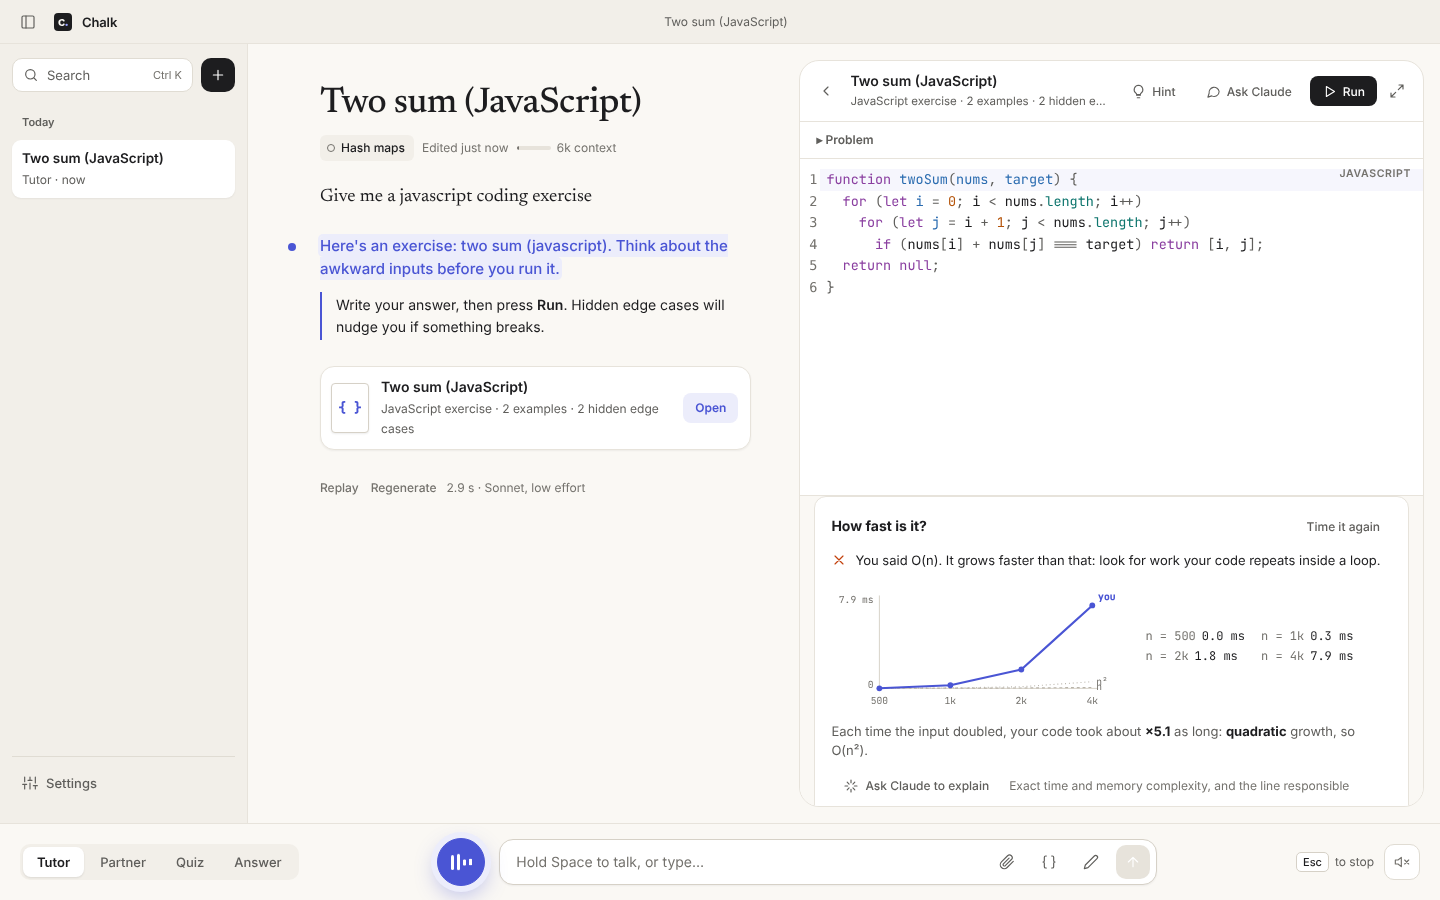 Chalk
Two sum (JavaScript)
Search
Ctrl K
Today
Two sum (JavaScript)
Tutor · now
Settings
Two sum (JavaScript)
Hash maps
Edited just now
6k context
Give me a javascript coding exercise
Here's an exercise: two sum (javascript). Think about the
awkward inputs before you run it.
Write your answer, then press Run. Hidden edge cases will
nudge you if something breaks.
{ }
Two sum (JavaScript)
JavaScript exercise · 2 examples · 2 hidden edge
cases
Open
Replay
Regenerate
2.9 s · Sonnet, low effort
Two sum (JavaScript)
JavaScript exercise · 2 examples · 2 hidden e...
Hint
Ask Claude
Run
▸ Problem
JAVASCRIPT
1 function twoSum(nums, target) {
2 for (let i = 0; i < nums.length; i++)
3 for (let j = i + 1; j < nums.length; j++)
4 if (nums[i] + nums[j] === target) return [i, j];
5 return null;
6 }
How fast is it?
Time it again
You said O(n). It grows faster than that: look for work your code repeats inside a loop.
7.9 ms
you
0
n²
500
1k
2k
4k
n = 500 0.0 ms
n = 1k 0.3 ms
n = 2k 1.8 ms
n = 4k 7.9 ms
Each time the input doubled, your code took about ×5.1 as long: quadratic growth, so
O(n²).
Ask Claude to explain
Exact time and memory complexity, and the line responsible
Tutor
Partner
Quiz
Answer
Hold Space to talk, or type...
{ }
Esc to stop